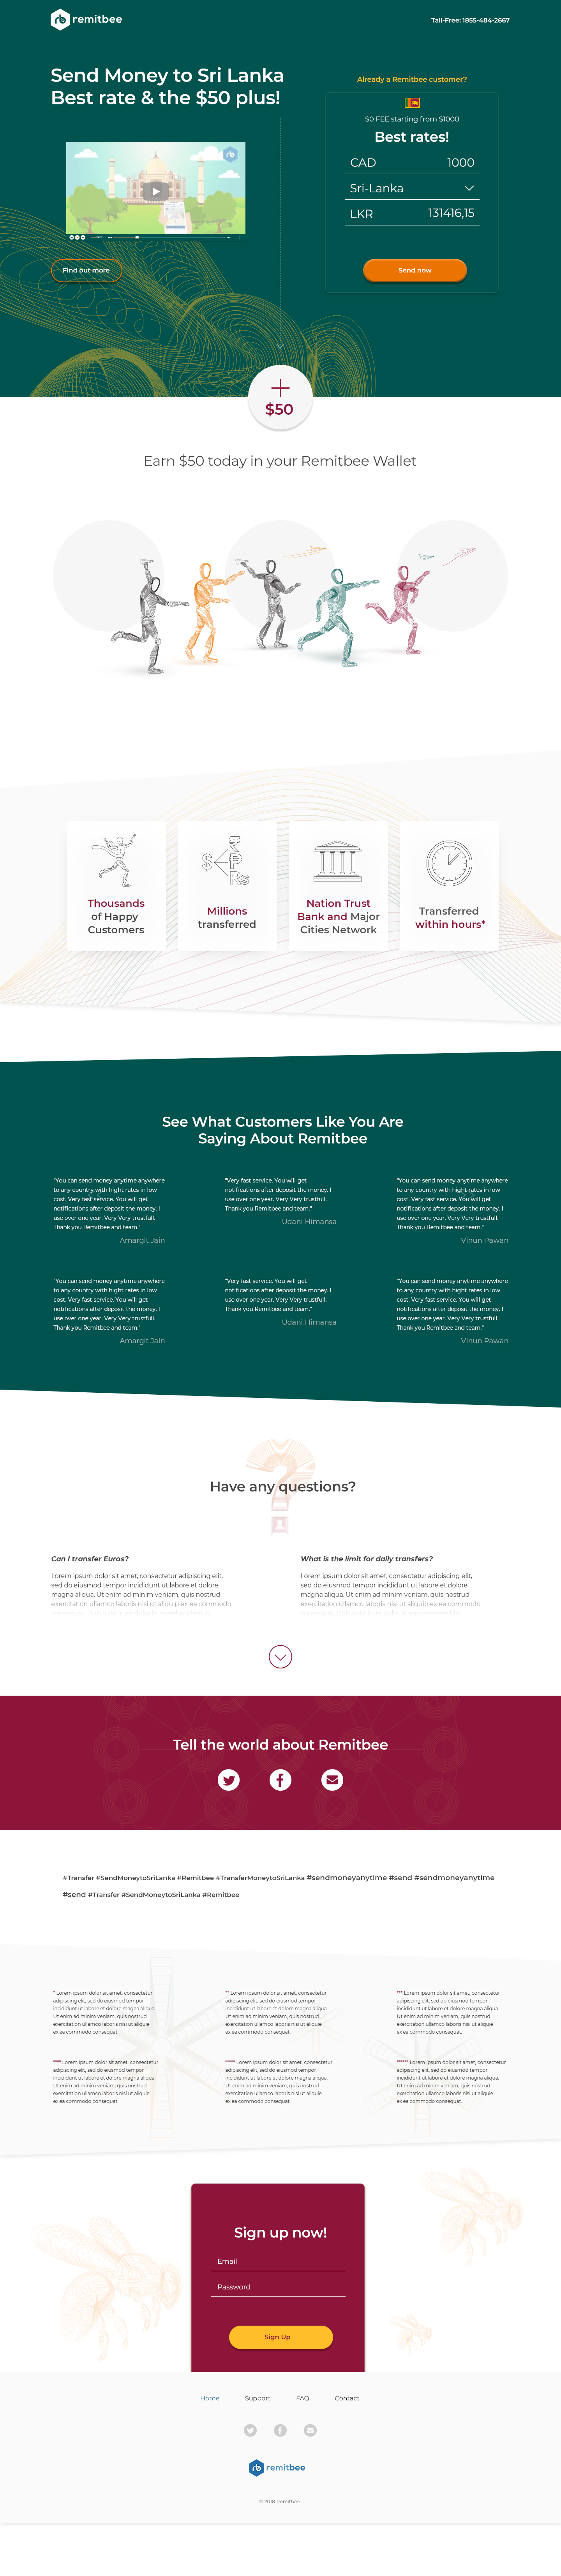 remitbee
Tall-Free: 1855-484-2667
Send Money to Sri Lanka
Best rate & the $50 plus!
Already a Remitbee customer?
$0 FEE starting from $1000
Best rates!
CAD 1000
Sri-Lanka
LKR 131416,15
Find out more
Send now
$50
Earn $50 today in your Remitbee Wallet
Thousands
of Happy
Customers
Millions
transferred
Nation Trust
Bank and Major
Cities Network
Transferred
within hours*
See What Customers Like You Are
Saying About Remitbee
"You can send money anytime anywhere
to any country with hight rates in low
cost. Very fast service. You will get
notifications after deposit the money. I
use over one year. Very Very trustfull.
Thank you Remitbee and team."
Amargit Jain
"Very fast service. You will get
notifications after deposit the money. I
use over one year. Very Very trustfull.
Thank you Remitbee and team."
Udani Himansa
"You can send money anytime anywhere
to any country with hight rates in low
cost. Very fast service. You will get
notifications after deposit the money. I
use over one year. Very Very trustfull.
Thank you Remitbee and team."
Vinun Pawan
"You can send money anytime anywhere
to any country with hight rates in low
cost. Very fast service. You will get
notifications after deposit the money. I
use over one year. Very Very trustfull.
Thank you Remitbee and team."
Amargit Jain
"Very fast service. You will get
notifications after deposit the money. I
use over one year. Very Very trustfull.
Thank you Remitbee and team."
Udani Himansa
"You can send money anytime anywhere
to any country with hight rates in low
cost. Very fast service. You will get
notifications after deposit the money. I
use over one year. Very Very trustfull.
Thank you Remitbee and team."
Vinun Pawan
Have any questions?
Can I transfer Euros?
Lorem ipsum dolor sit amet, consectetur adipiscing elit,
sed do eiusmod tempor incididunt ut labore et dolore
magna aliqua. Ut enim ad minim veniam, quis nostrud
exercitation ullamco laboris nisi ut aliquip ex ea commodo
What is the limit for daily transfers?
Lorem ipsum dolor sit amet, consectetur adipiscing elit,
sed do eiusmod tempor incididunt ut labore et dolore
magna aliqua. Ut enim ad minim veniam, quis nostrud
exercitation ullamco laboris nisi ut aliquip ex ea commodo
Tell the world about Remitbee
#Transfer #SendMoneytoSriLanka #Remitbee #TransferMoneytoSriLanka #sendmoneyanytime #send #sendmoneyanytime
#send #Transfer #SendMoneytoSriLanka #Remitbee
* Lorem ipsum dolor sit amet, consectetur
adipiscing elit, sed do eiusmod tempor
incididunt ut labore et dolore magna aliqua.
Ut enim ad minim veniam, quis nostrud
exercitation ullamco laboris nisi ut aliquip
ex ea commodo consequat.
** Lorem ipsum dolor sit amet, consectetur
adipiscing elit, sed do eiusmod tempor
incididunt ut labore et dolore magna aliqua.
Ut enim ad minim veniam, quis nostrud
exercitation ullamco laboris nisi ut aliquip
ex ea commodo consequat.
*** Lorem ipsum dolor sit amet, consectetur
adipiscing elit, sed do eiusmod tempor
incididunt ut labore et dolore magna aliqua.
Ut enim ad minim veniam, quis nostrud
exercitation ullamco laboris nisi ut aliquip
ex ea commodo consequat.
**** Lorem ipsum dolor sit amet, consectetur
adipiscing elit, sed do eiusmod tempor
incididunt ut labore et dolore magna aliqua.
Ut enim ad minim veniam, quis nostrud
exercitation ullamco laboris nisi ut aliquip
ex ea commodo consequat.
***** Lorem ipsum dolor sit amet, consectetur
adipiscing elit, sed do eiusmod tempor
incididunt ut labore et dolore magna aliqua.
Ut enim ad minim veniam, quis nostrud
exercitation ullamco laboris nisi ut aliquip
ex ea commodo consequat.
****** Lorem ipsum dolor sit amet, consectetur
adipiscing elit, sed do eiusmod tempor
incididunt ut labore et dolore magna aliqua.
Ut enim ad minim veniam, quis nostrud
exercitation ullamco laboris nisi ut aliquip
ex ea commodo consequat.
Sign up now!
Email
Password
Sign Up
Home Support FAQ Contact
remitbee
© 2018 Remitbee